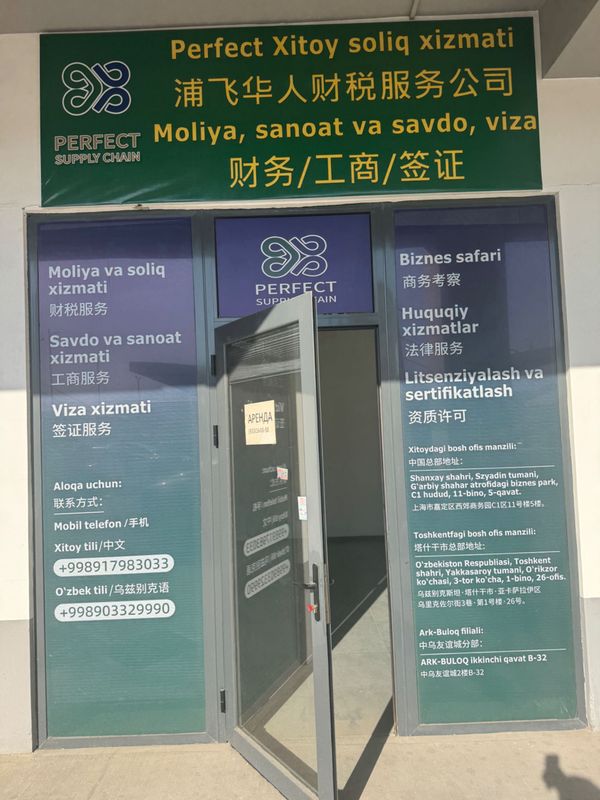 Perfect Xitoy soliq xizmati
浦飞华人财税服务公司
Moliya, sanoat va savdo, viza
财务/工商/签证
PERFECT
SUPPLY CHAIN
Moliya va soliq
xizmati
财税服务
Savdo va sanoat
xizmati
工商服务
Viza xizmati
签证服务
Aloqa uchun:
联系方式:
Mobil telefon /手机
Xitoy tili/中文
+998917983033
O'zbek tili /乌兹别克语
+998903329990
PERFECT
SUPPLY CHAIN
АРЕНДА
Biznes safari
商务考察
Huquqiy
xizmatlar
法律服务
Litsenziyalash va
sertifikatlash
资质许可
Xitoydagi bosh ofis manzili:
中国总部地址:
Shanxay shahri, Szyadin tumani,
G'arbiy shahar atrofidagi biznes park,
C1 hudud, 11-bino, 5-qavat.
上海市嘉定区西郊商务园C1区11号楼5楼。
Toshkentfagi bosh ofis manzili:
塔什干市总部地址:
O'zbekiston Respubliasi, Toshkent
shahri, Yakkasaroy tumani, O'rikzor
ko'chasi, 3-tor ko'cha, 1-bino, 26-ofis.
乌兹别克斯坦·塔什干市·亚卡萨拉伊区
乌里克佐尔街3巷·第1号楼·26号。
Ark-Buloq filiali:
中乌友谊城分部:
ARK-BULOQ ikkinchi qavat B-32
中乌友谊城2楼B-32